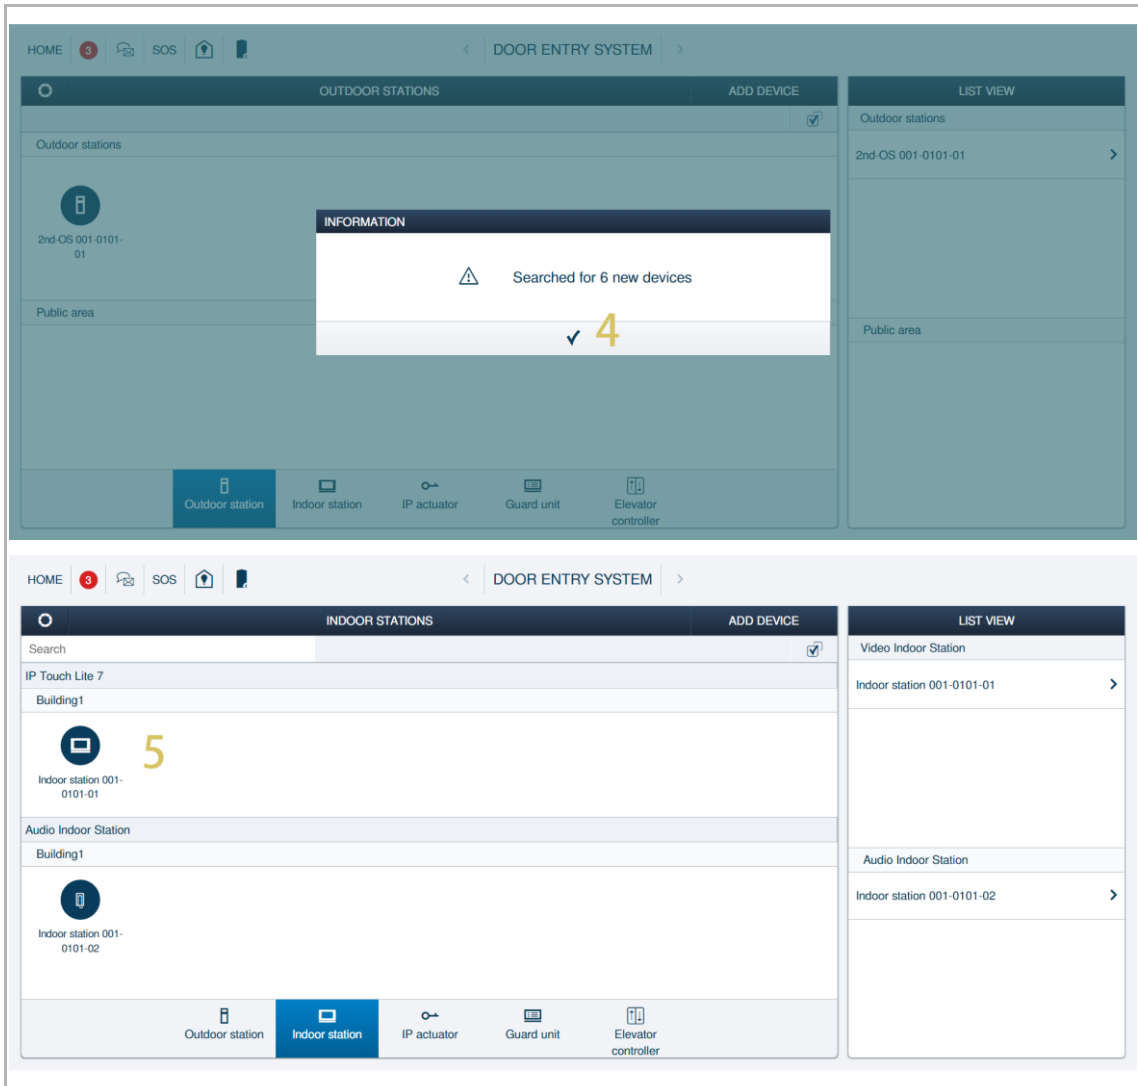 HOME 3 SOS < DOOR ENTRY SYSTEM >
OUTDOOR STATIONS ADD DEVICE
LIST VIEW
Outdoor stations
Outdoor stations
2nd-OS 001-0101-01
2nd-OS 001-0101-
01
INFORMATION
Searched for 6 new devices
4
Public area
Public area
Outdoor station
Indoor station
IP actuator
Guard unit
Elevator
controller
HOME 3 SOS < DOOR ENTRY SYSTEM >
INDOOR STATIONS ADD DEVICE
LIST VIEW
Search
Video Indoor Station
IP Touch Lite 7
Indoor station 001-0101-01
Building1
5
Indoor station 001-
0101-01
Audio Indoor Station
Building1
Audio Indoor Station
Indoor station 001-0101-02
Indoor station 001-
0101-02
Outdoor station
Indoor station
IP actuator
Guard unit
Elevator
controller